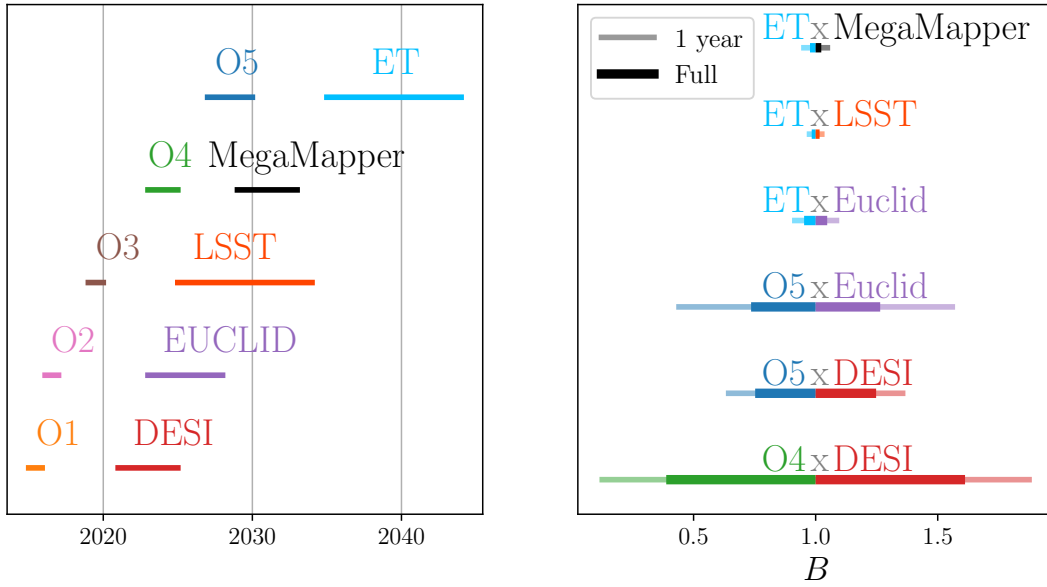 O5 ET
O4 MegaMapper
O3 LSST
O2 EUCLID
O1 DESI
2020 2030 2040
1 year
Full
ETxMegaMapper
ETxLSST
ETxEuclid
O5xEuclid
O5xDESI
O4xDESI
0.5 1.0 1.5
B